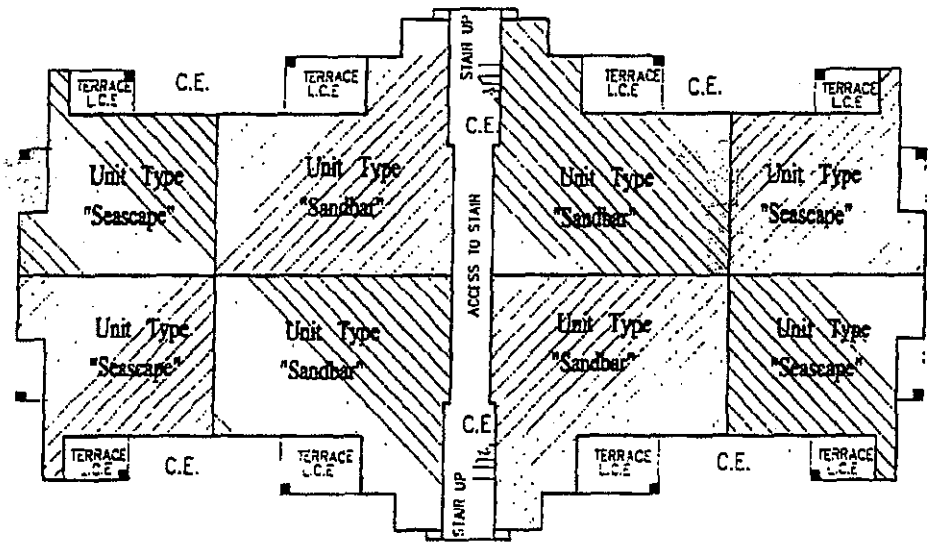 STAIR UP
TERRACE
L.C.E
C.E.
TERRACE
L.C.E
C.E.
TERRACE
L.C.E
C.E.
TERRACE
L.C.E
Unit Type
"Seascape"
Unit Type
"Sandbar"
Unit Type
"Sandbar"
Unit Type
"Seascape"
ACCESS TO STAIR
Unit Type
"Seascape"
Unit Type
"Sandbar"
Unit Type
"Sandbar"
Unit Type
"Seascape"
C.E
TERRACE
L.C.E
C.E.
TERRACE
L.C.E
STAIR UP
TERRACE
L.C.E
C.E.
TERRACE
L.C.E